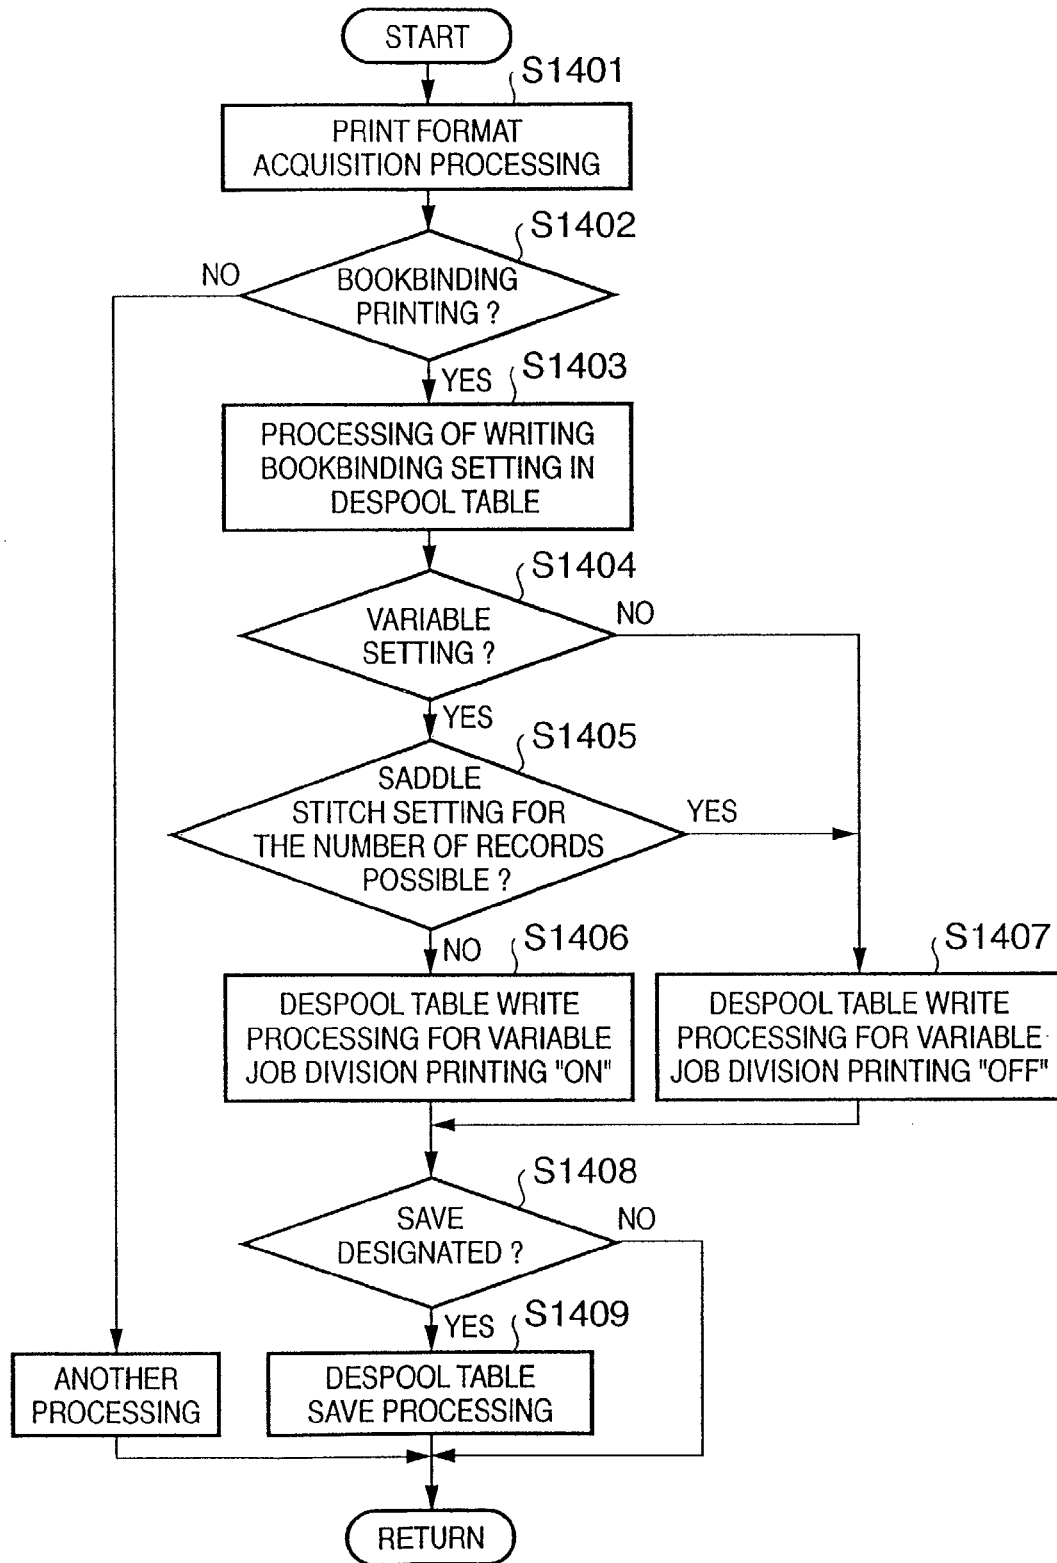 START
S1401
PRINT FORMAT
ACQUISITION PROCESSING
S1402
NO
BOOKBINDING
PRINTING ?
YES
S1403
PROCESSING OF WRITING
BOOKBINDING SETTING IN
DESPOOL TABLE
S1404
VARIABLE
SETTING ?
NO
YES
S1405
SADDLE
STITCH SETTING FOR
THE NUMBER OF RECORDS
POSSIBLE ?
YES
NO
S1406
DESPOOL TABLE WRITE
PROCESSING FOR VARIABLE
JOB DIVISION PRINTING "ON"
S1407
DESPOOL TABLE WRITE
PROCESSING FOR VARIABLE
JOB DIVISION PRINTING "OFF"
S1408
SAVE
DESIGNATED ?
NO
YES
S1409
ANOTHER
PROCESSING
DESPOOL TABLE
SAVE PROCESSING
RETURN